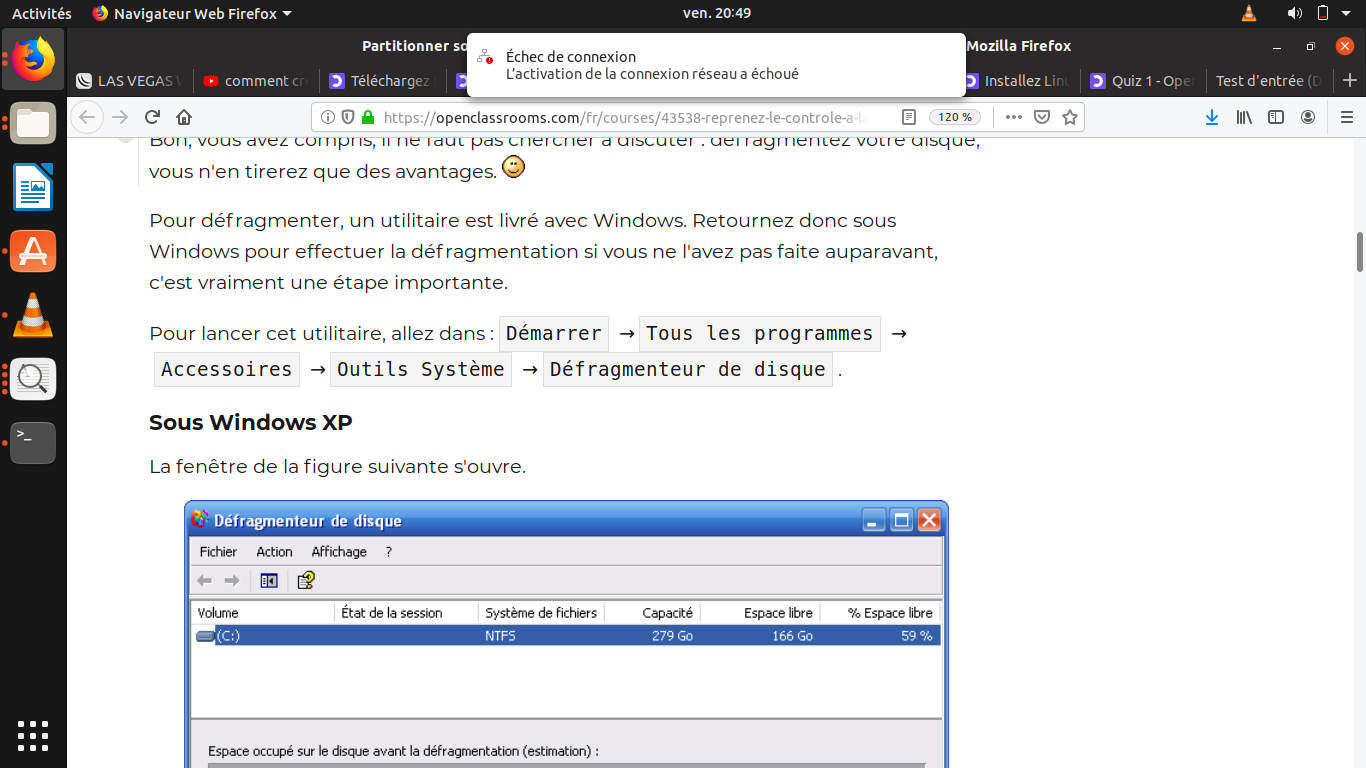 Activités Navigateur Web Firefox ven. 20:49
Partitionner so Mozilla Firefox
Échec de connexion
L'activation de la connexion réseau a échoué
LAS VEGAS comment cr Téléchargez Installez Linu Quiz 1 - Ope Test d'entrée (D
https://openclassrooms.com/fr/courses/43538-reprenez-le-controle-a-la 120 %
Bon, vous avez compris, il ne faut pas chercher à discuter : défragmentez votre disque,
vous n'en tirerez que des avantages.
Pour défragmenter, un utilitaire est livré avec Windows. Retournez donc sous
Windows pour effectuer la défragmentation si vous ne l'avez pas faite auparavant,
c'est vraiment une étape importante.
Pour lancer cet utilitaire, allez dans : Démarrer → Tous les programmes →
Accessoires → Outils Système → Défragmenteur de disque .
Sous Windows XP
La fenêtre de la figure suivante s'ouvre.
Défragmenteur de disque
Fichier Action Affichage ?
Volume État de la session Système de fichiers Capacité Espace libre % Espace libre
(C:) NTFS 279 Go 166 Go 59 %
Espace occupé sur le disque avant la défragmentation (estimation) :